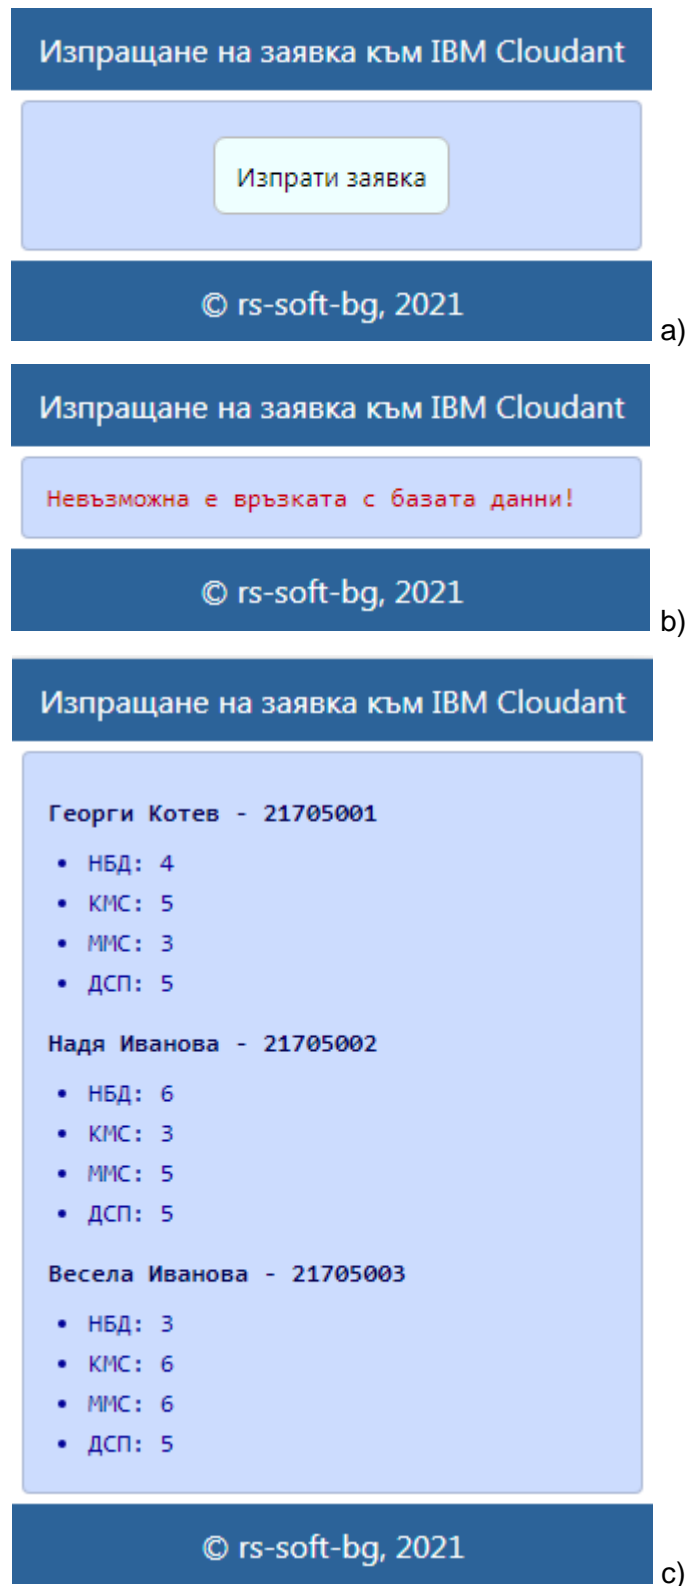 Изпращане на заявка към IBM Cloudant
Изпрати заявка
© rs-soft-bg, 2021
a)
Изпращане на заявка към IBM Cloudant
Невъзможна е връзката с базата данни!
© rs-soft-bg, 2021
b)
Изпращане на заявка към IBM Cloudant
Георги Котев - 21705001
• НБД: 4
• КМС: 5
• ММС: 3
• ДСП: 5
Надя Иванова - 21705002
• НБД: 6
• КМС: 3
• ММС: 5
• ДСП: 5
Весела Иванова - 21705003
• НБД: 3
• КМС: 6
• ММС: 6
• ДСП: 5
© rs-soft-bg, 2021
c)